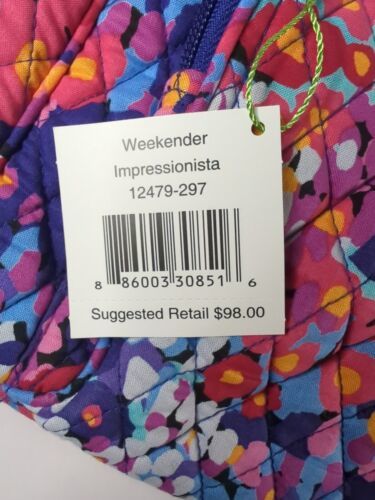 Weekender
Impressionista
12479-297
8 86003 30851 6
Suggested Retail $98.00